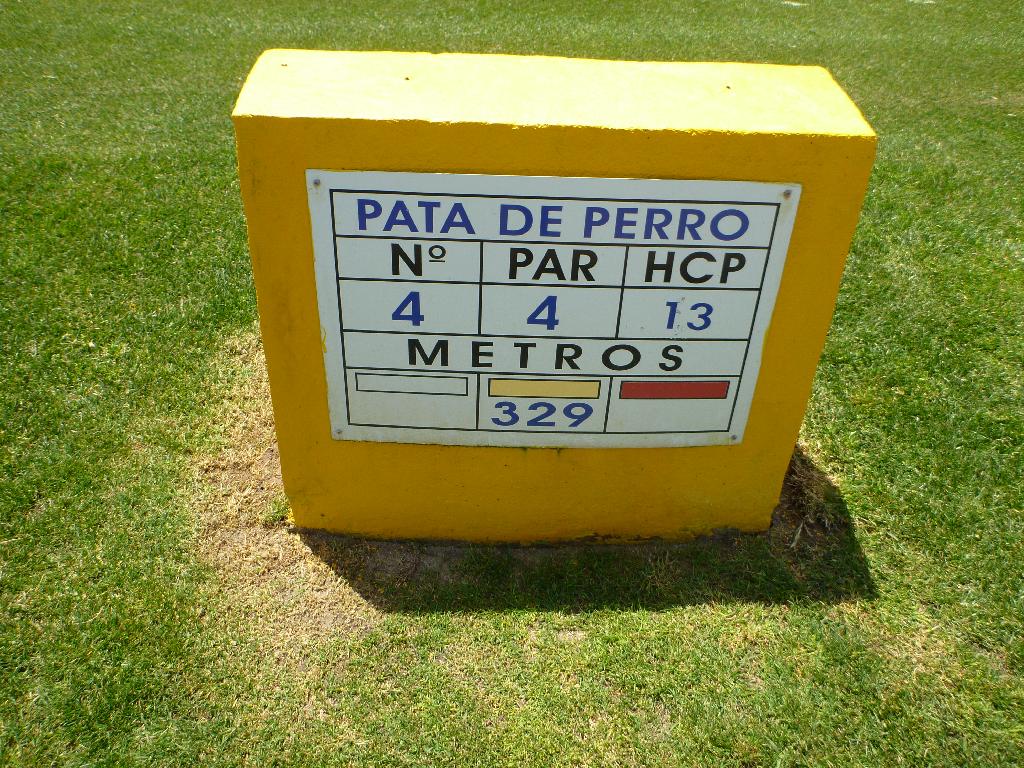 PATA DE PERRO
Nº PAR HCP
4 4 13
METROS
329